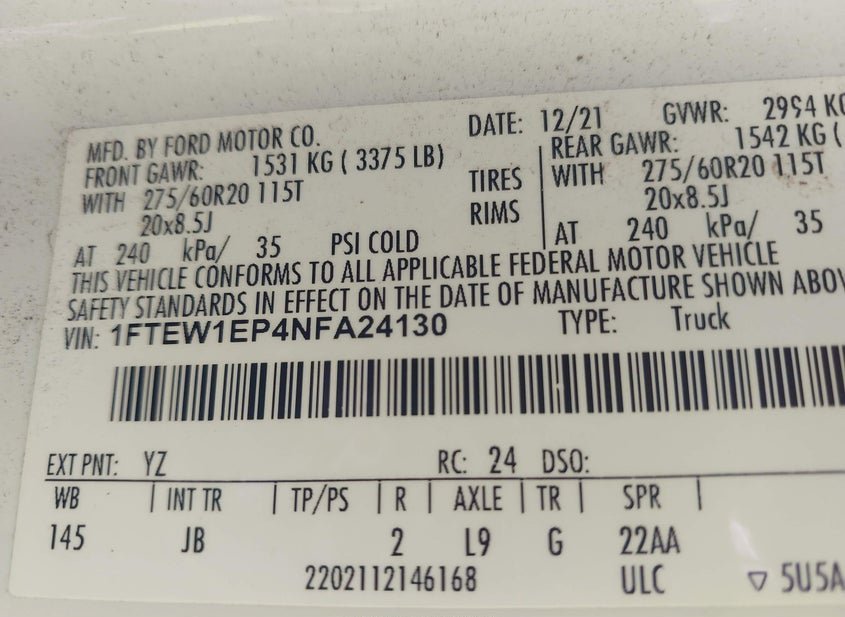 MFD. BY FORD MOTOR CO. DATE: 12/21 GVWR: 2994 KG
FRONT GAWR: 1531 KG ( 3375 LB) REAR GAWR: 1542 KG (
WITH 275/60R20 115T TIRES WITH 275/60R20 115T
20x8.5J RIMS 20x8.5J
AT 240 kPa/ 35 PSI COLD AT 240 kPa/ 35
THIS VEHICLE CONFORMS TO ALL APPLICABLE FEDERAL MOTOR VEHICLE
SAFETY STANDARDS IN EFFECT ON THE DATE OF MANUFACTURE SHOWN ABOV
VIN: 1FTEW1EP4NFA24130 TYPE: Truck
EXT PNT: YZ RC: 24 DSO:
WB | INT TR | TP/PS | R | AXLE | TR | SPR |
145 JB 2 L9 G 22AA
2202112146168 ULC ▽ 5U5A